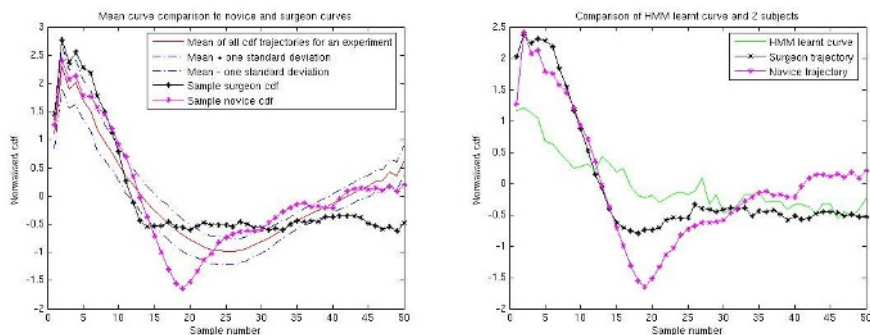 Mean curve comparison to novice and surgeon curves
Normalised cdf
3
2.5
2
1.5
1
0.5
0
-0.5
-1
-1.5
-2
Mean of all cdf trajectories for an experiment
Mean + one standard deviation
Mean - one standard deviation
Sample surgeon cdf
Sample novice cdf
0 5 10 15 20 25 30 35 40 45 50
Sample number
Comparison of HMM learnt curve and 2 subjects
Normalised cdf
2.5
2
1.5
1
0.5
0
-0.5
-1
-1.5
-2
HMM learnt curve
Surgeon trajectory
Novice trajectory
0 5 10 15 20 25 30 35 40 45 50
Sample number